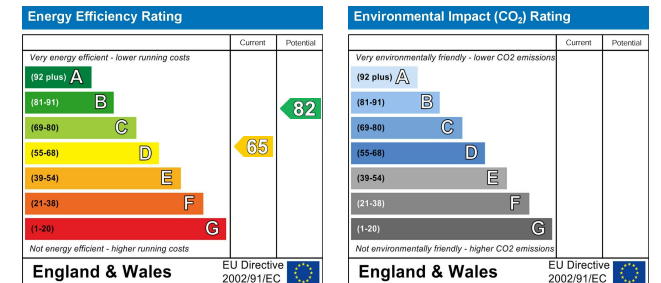 Energy Efficiency Rating
Current Potential
Very energy efficient - lower running costs
(92 plus) A
(81-91) B
82
(69-80) C
(55-68) D
65
(39-54) E
(21-38) F
(1-20) G
Not energy efficient - higher running costs
England & Wales
EU Directive
2002/91/EC
Environmental Impact (CO₂) Rating
Current Potential
Very environmentally friendly - lower CO2 emissions
(92 plus) A
(81-91) B
(69-80) C
(55-68) D
(39-54) E
(21-38) F
(1-20) G
Not environmentally friendly - higher CO2 emissions
England & Wales
EU Directive
2002/91/EC